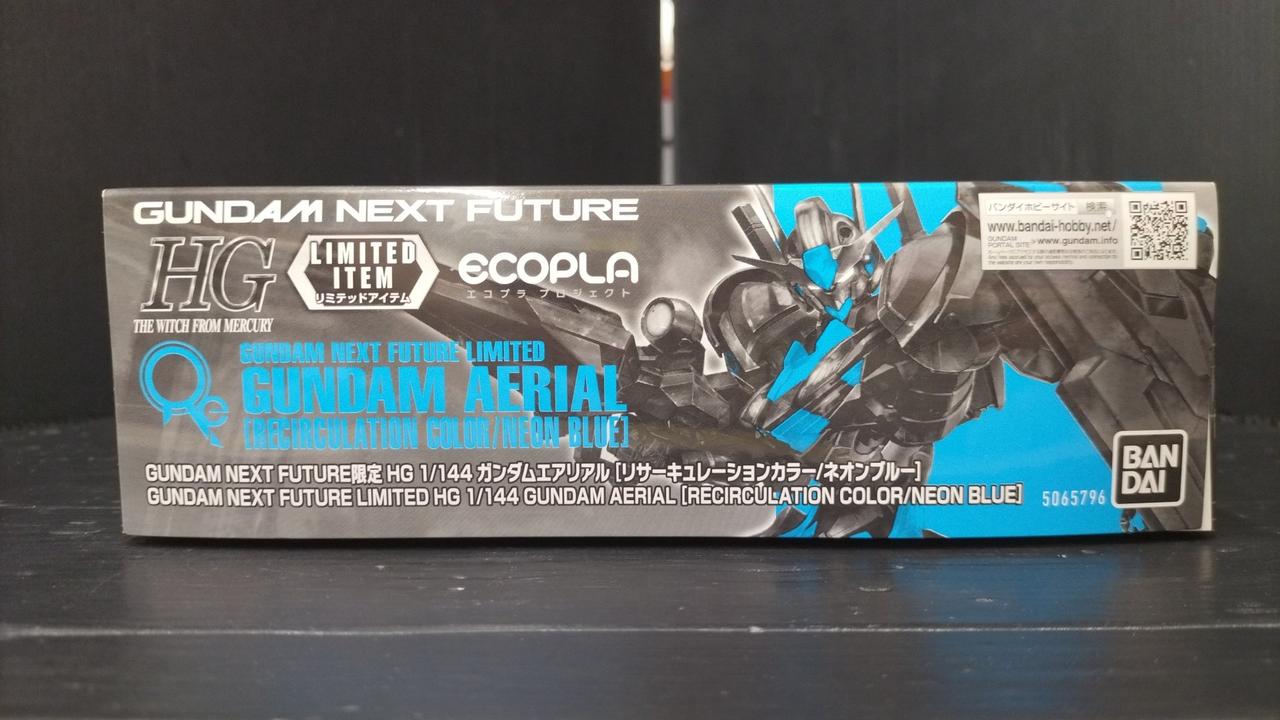 GUNDAM NEXT FUTURE
HG
THE WITCH FROM MERCURY
LIMITED
ITEM
リミテッドアイテム
ECOPLA
エコプラ プロジェクト
Re
GUNDAM NEXT FUTURE LIMITED
GUNDAM AERIAL
[RECIRCULATION COLOR/NEON BLUE]
GUNDAM NEXT FUTURE限定 HG 1/144 ガンダムエアリアル [リサーキュレーションカラー/ネオンブルー]
GUNDAM NEXT FUTURE LIMITED HG 1/144 GUNDAM AERIAL [RECIRCULATION COLOR/NEON BLUE]
5065796
バンダイホビーサイト 検索
www.bandai-hobby.net/
GUNDAM
PORTAL SITE >www.gundam.info
BAN
DAI